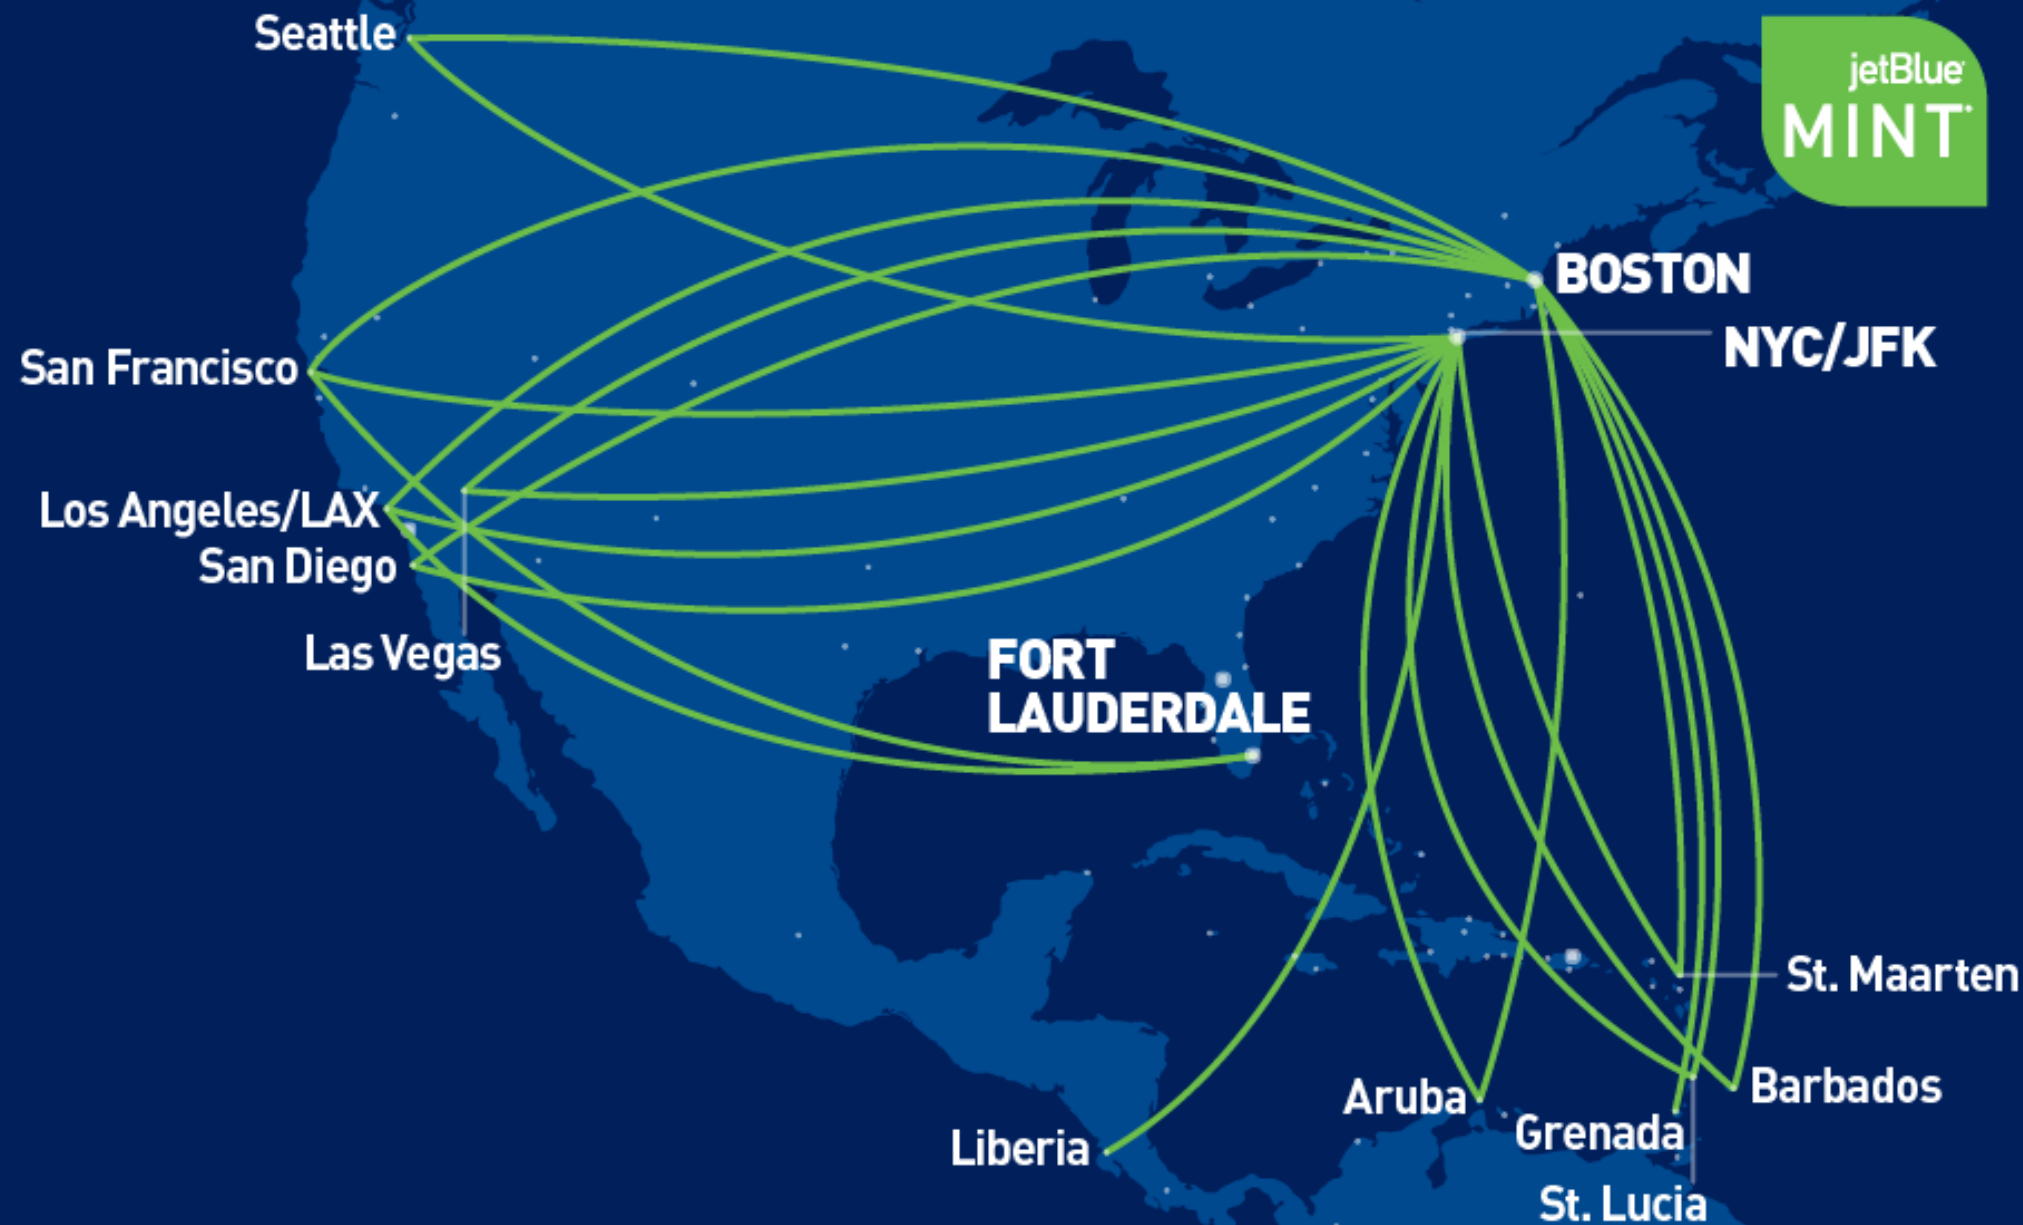 Seattle
jetBlue
MINT
BOSTON
NYC/JFK
San Francisco
Los Angeles/LAX
San Diego
Las Vegas
FORT
LAUDERDALE
St. Maarten
Barbados
Aruba
Grenada
Liberia
St. Lucia